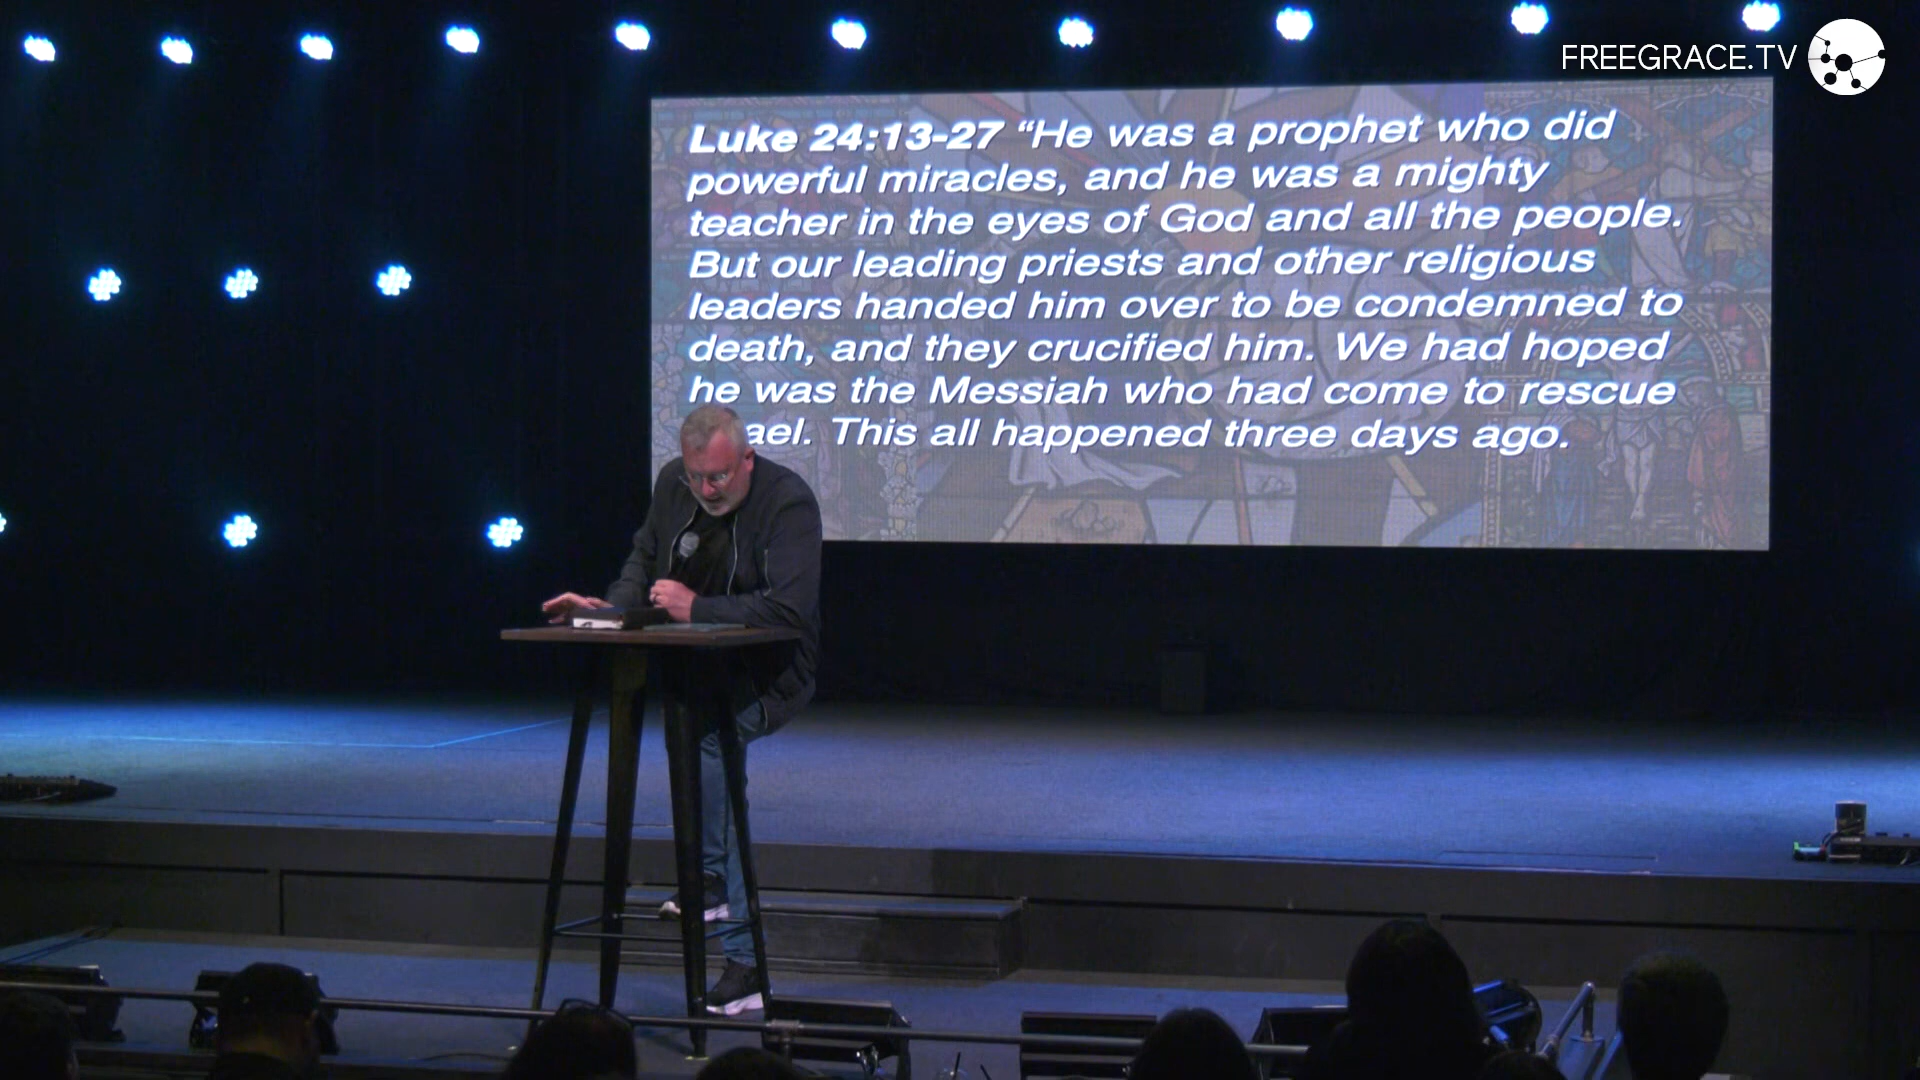 FREEGRACE.TV
Luke 24:13-27 “He was a prophet who did
powerful miracles, and he was a mighty
teacher in the eyes of God and all the people.
But our leading priests and other religious
leaders handed him over to be condemned to
death, and they crucified him. We had hoped
he was the Messiah who had come to rescue
ael. This all happened three days ago.